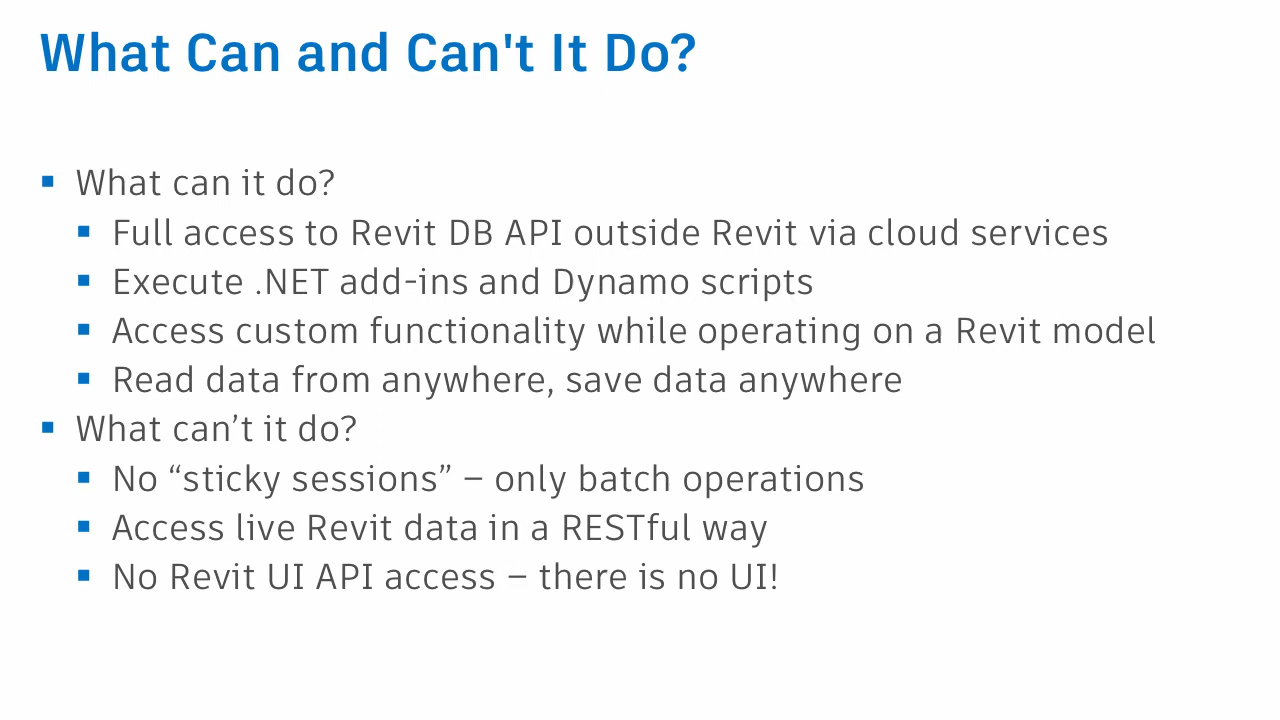 What Can and Can't It Do?
What can it do?
Full access to Revit DB API outside Revit via cloud services
Execute .NET add-ins and Dynamo scripts
Access custom functionality while operating on a Revit model
Read data from anywhere, save data anywhere
What can’t it do?
No “sticky sessions” – only batch operations
Access live Revit data in a RESTful way
No Revit UI API access – there is no UI!